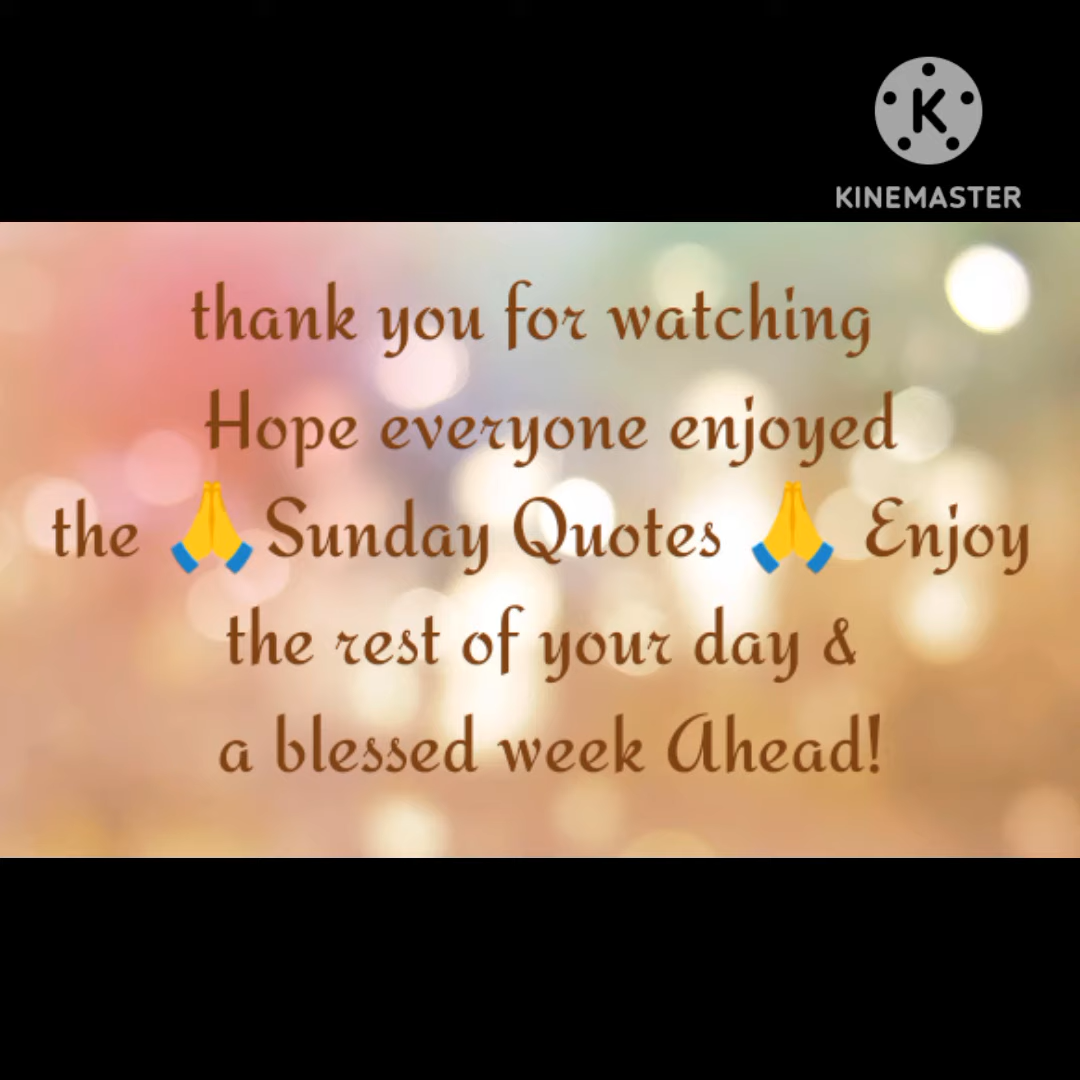 K
KINEMASTER
thank you for watching
Hope everyone enjoyed
the 🙏Sunday Quotes 🙏 Enjoy
the rest of your day &
a blessed week Ahead!